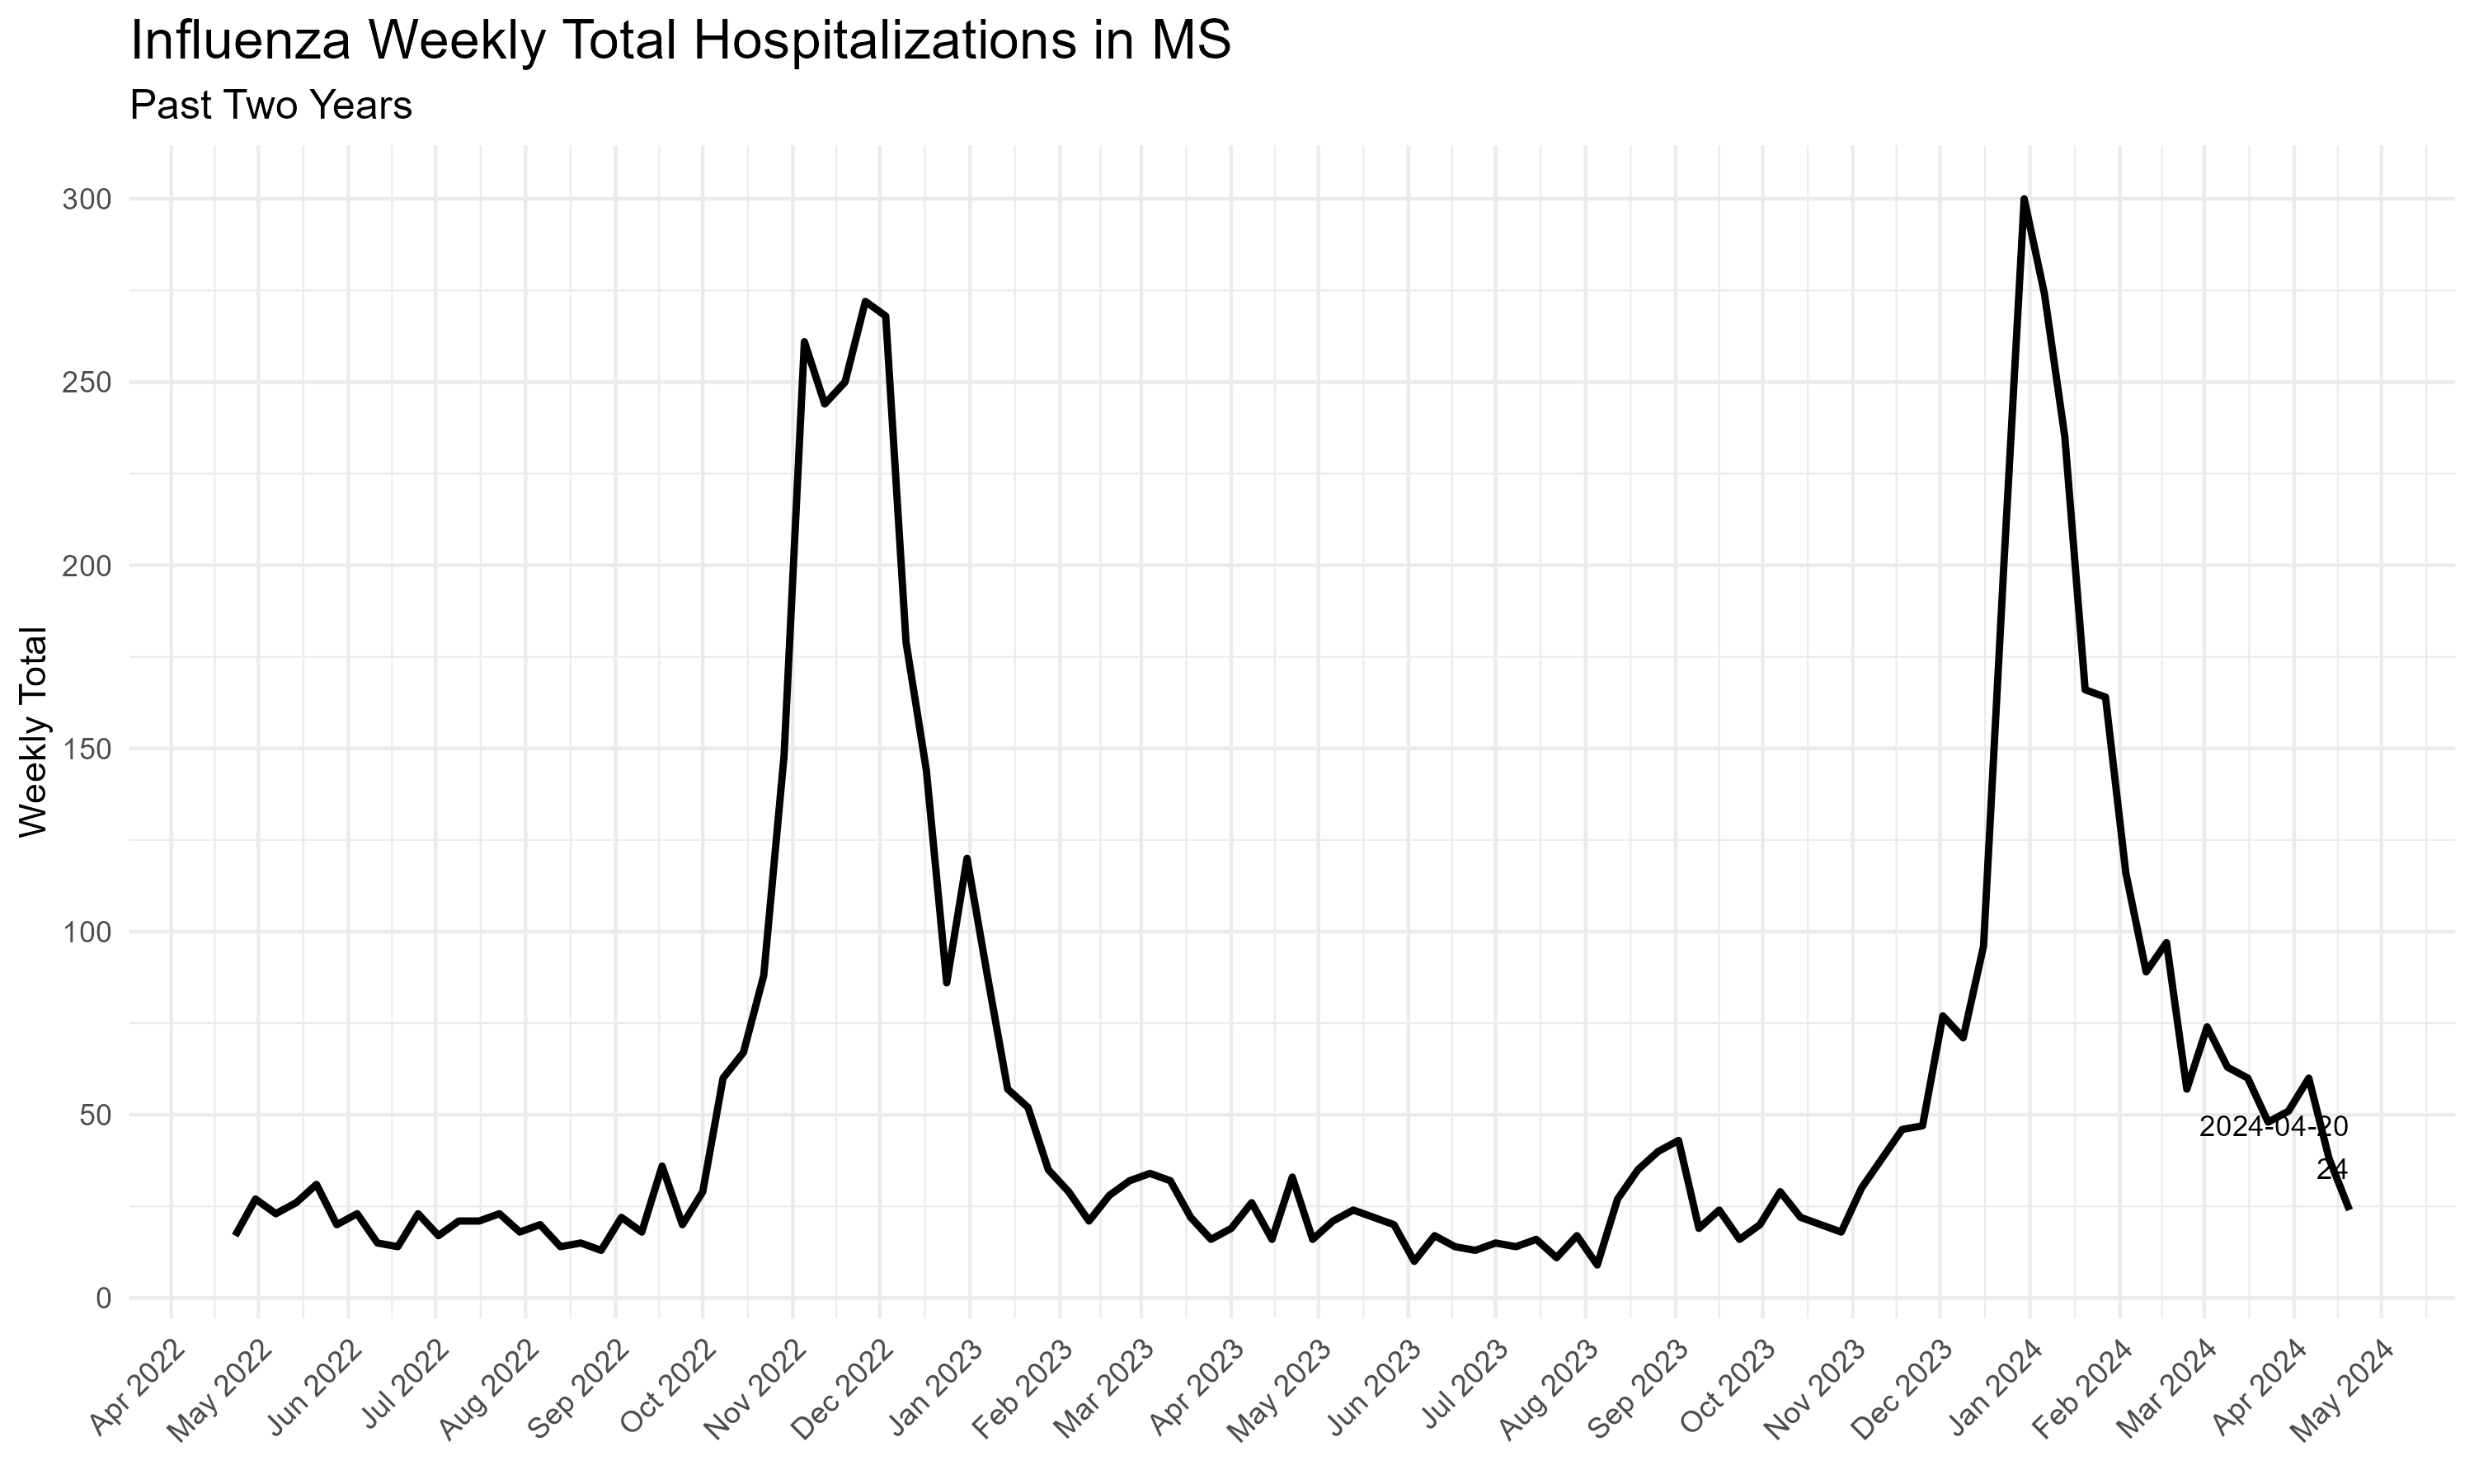 Influenza Weekly Total Hospitalizations in MS
Past Two Years
Weekly Total
300
250
200
150
100
50
0
2024-04-20
24
Apr 2022
May 2022
Jun 2022
Jul 2022
Aug 2022
Sep 2022
Oct 2022
Nov 2022
Dec 2022
Jan 2023
Feb 2023
Mar 2023
Apr 2023
May 2023
Jun 2023
Jul 2023
Aug 2023
Sep 2023
Oct 2023
Nov 2023
Dec 2023
Jan 2024
Feb 2024
Mar 2024
Apr 2024
May 2024